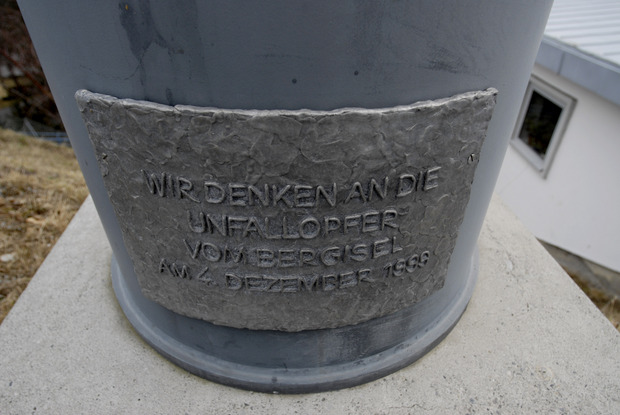 WIR DENKEN AN DIE
UNFALLOPFER
VOM BERGISEL
AM 4. DEZEMBER 1999